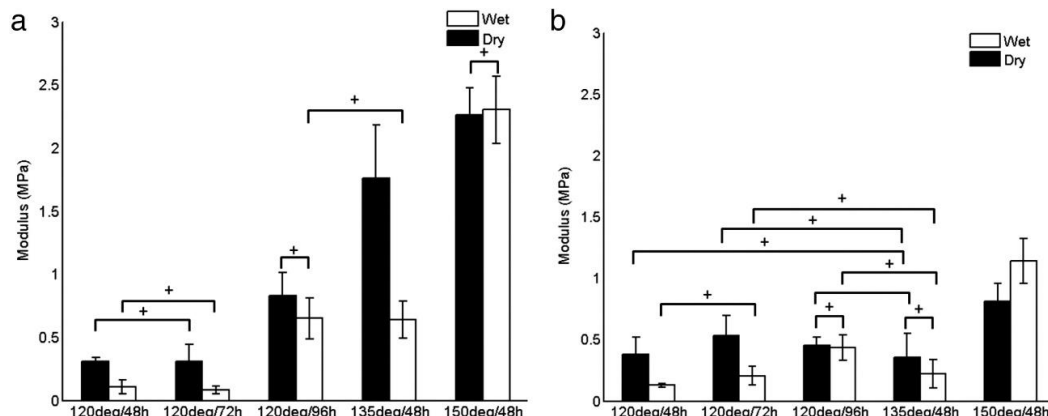 a
Modulus (MPa)
3
2.5
2
1.5
1
0.5
0
Wet
Dry
+
+
+
+
+
120deg/48h 120deg/72h 120deg/96h 135deg/48h 150deg/48h
b
Modulus (MPa)
3
2.5
2
1.5
1
0.5
0
Wet
Dry
+
+
+
+
+
+
+
120deg/48h 120deg/72h 120deg/96h 135deg/48h 150deg/48h